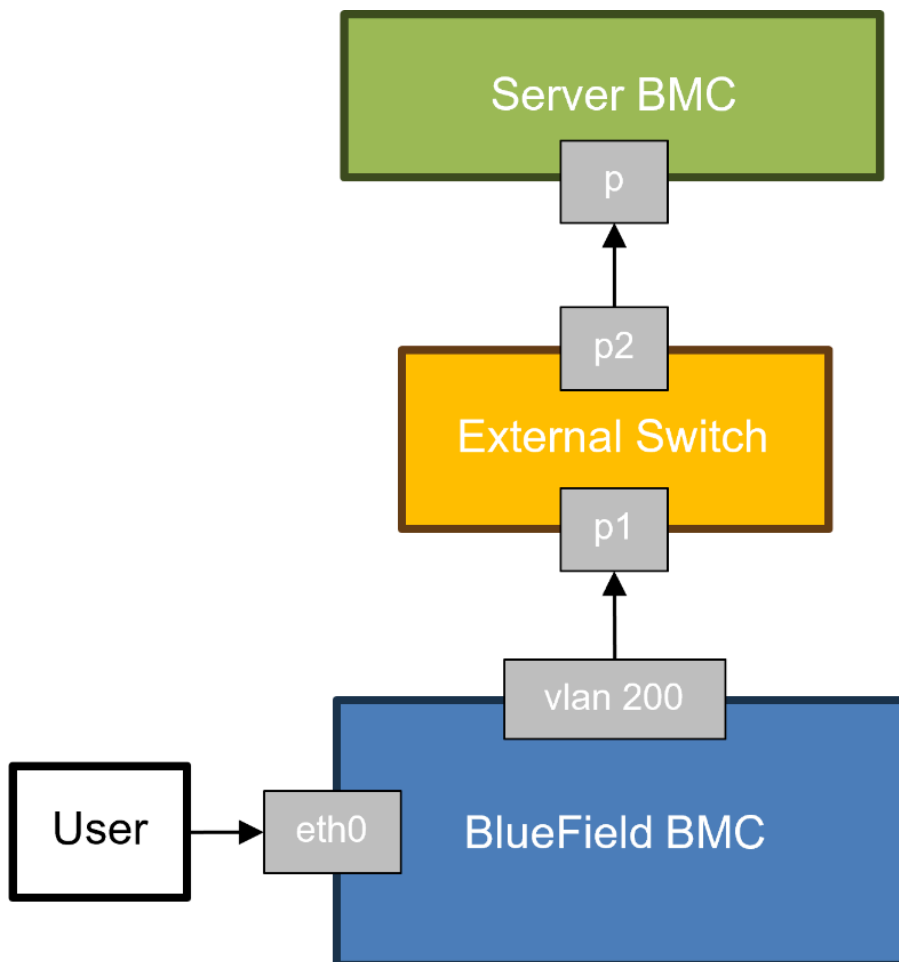 Server BMC
p
p2
External Switch
p1
vlan 200
User
eth0
BlueField BMC